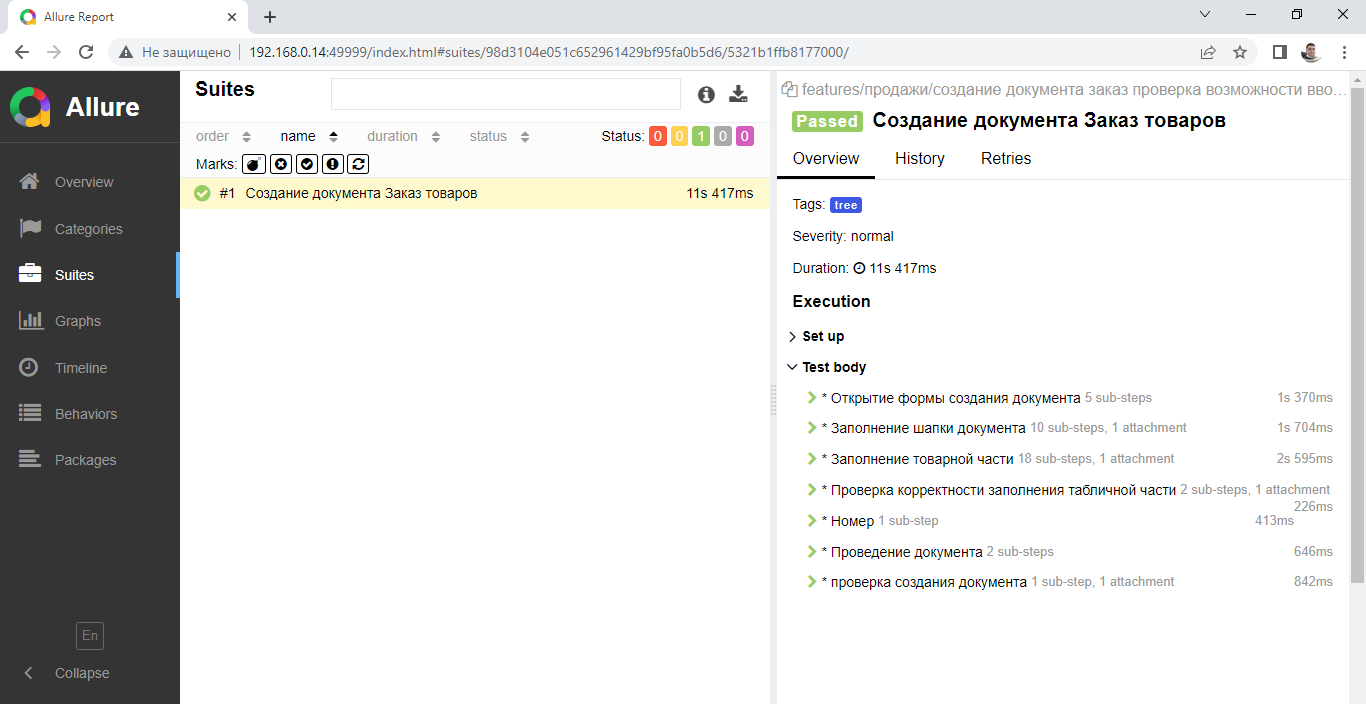 Allure Report
Не защищено 192.168.0.14:49999/index.html#suites/98d3104e051c652961429bf95fa0b5d6/5321b1ffb8177000/
Allure
Overview
Categories
Suites
Graphs
Timeline
Behaviors
Packages
En
Collapse
Suites
order name duration status Status: 0 0 1 0 0
Marks:
#1 Создание документа Заказ товаров 11s 417ms
features/продажи/создание документа заказ проверка возможности вво...
Passed Создание документа Заказ товаров
Overview History Retries
Tags: tree
Severity: normal
Duration: 11s 417ms
Execution
Set up
Test body
* Открытие формы создания документа 5 sub-steps 1s 370ms
* Заполнение шапки документа 10 sub-steps, 1 attachment 1s 704ms
* Заполнение товарной части 18 sub-steps, 1 attachment 2s 595ms
* Проверка корректности заполнения табличной части 2 sub-steps, 1 attachment
226ms
* Номер 1 sub-step 413ms
* Проведение документа 2 sub-steps 646ms
* проверка создания документа 1 sub-step, 1 attachment 842ms